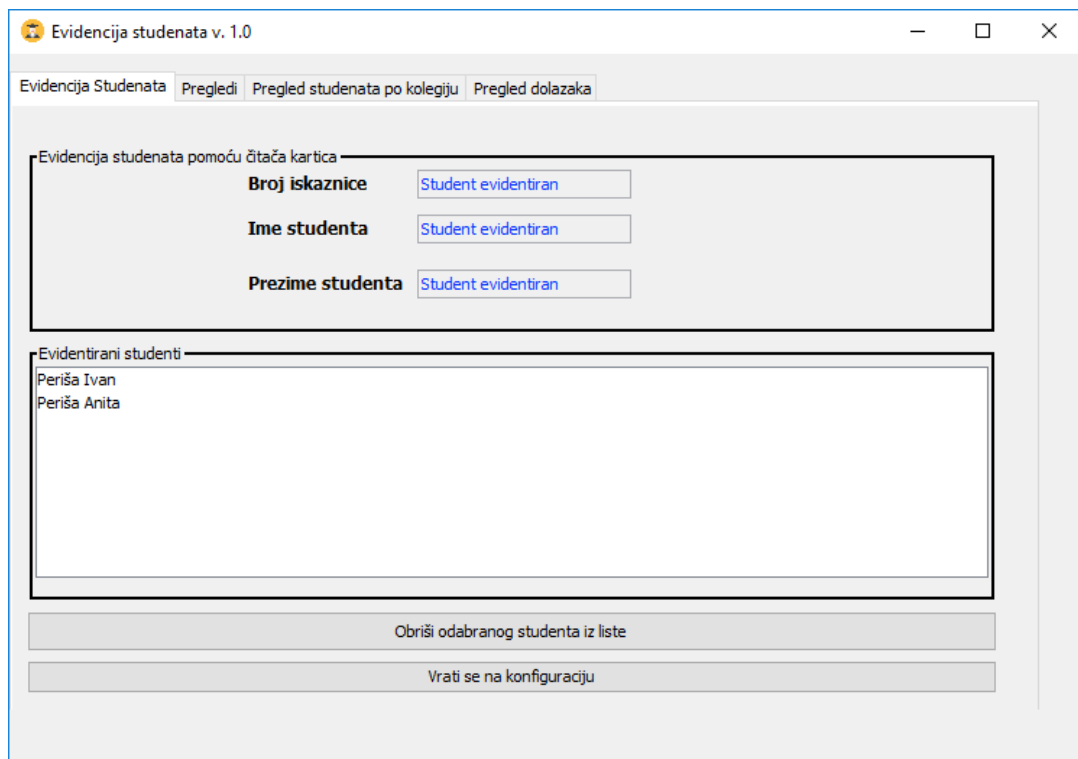 Evidencija studenata v. 1.0
Evidencija Studenata Pregledi Pregled studenata po kolegiju Pregled dolazaka
Evidencija studenata pomoću čitača kartica
Broj iskaznice Student evidentiran
Ime studenta Student evidentiran
Prezime studenta Student evidentiran
Evidentirani studenti
Periša Ivan
Periša Anita
Obriši odabranog studenta iz liste
Vrati se na konfiguraciju